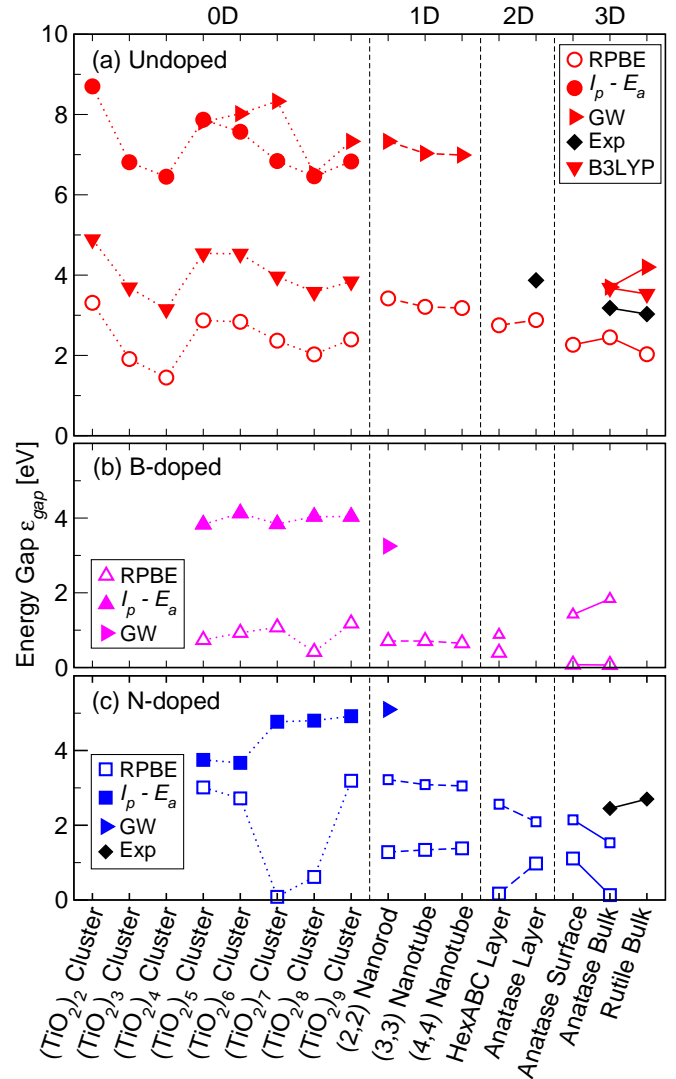 0D 1D 2D 3D
10
(a) Undoped
RPBE
I_p - E_a
GW
Exp
B3LYP
8
6
4
2
0
Energy Gap ε_gap [eV]
(b) B-doped
4
2
0
RPBE
I_p - E_a
GW
(c) N-doped
4
2
0
RPBE
I_p - E_a
GW
Exp
(TiO₂)₂ Cluster
(TiO₂)₃ Cluster
(TiO₂)₄ Cluster
(TiO₂)₅ Cluster
(TiO₂)₆ Cluster
(TiO₂)₇ Cluster
(TiO₂)₈ Cluster
(TiO₂)₉ Cluster
(2,2) Nanorod
(3,3) Nanotube
(4,4) Nanotube
HexABC Layer
Anatase Layer
Anatase Surface
Anatase Bulk
Rutile Bulk